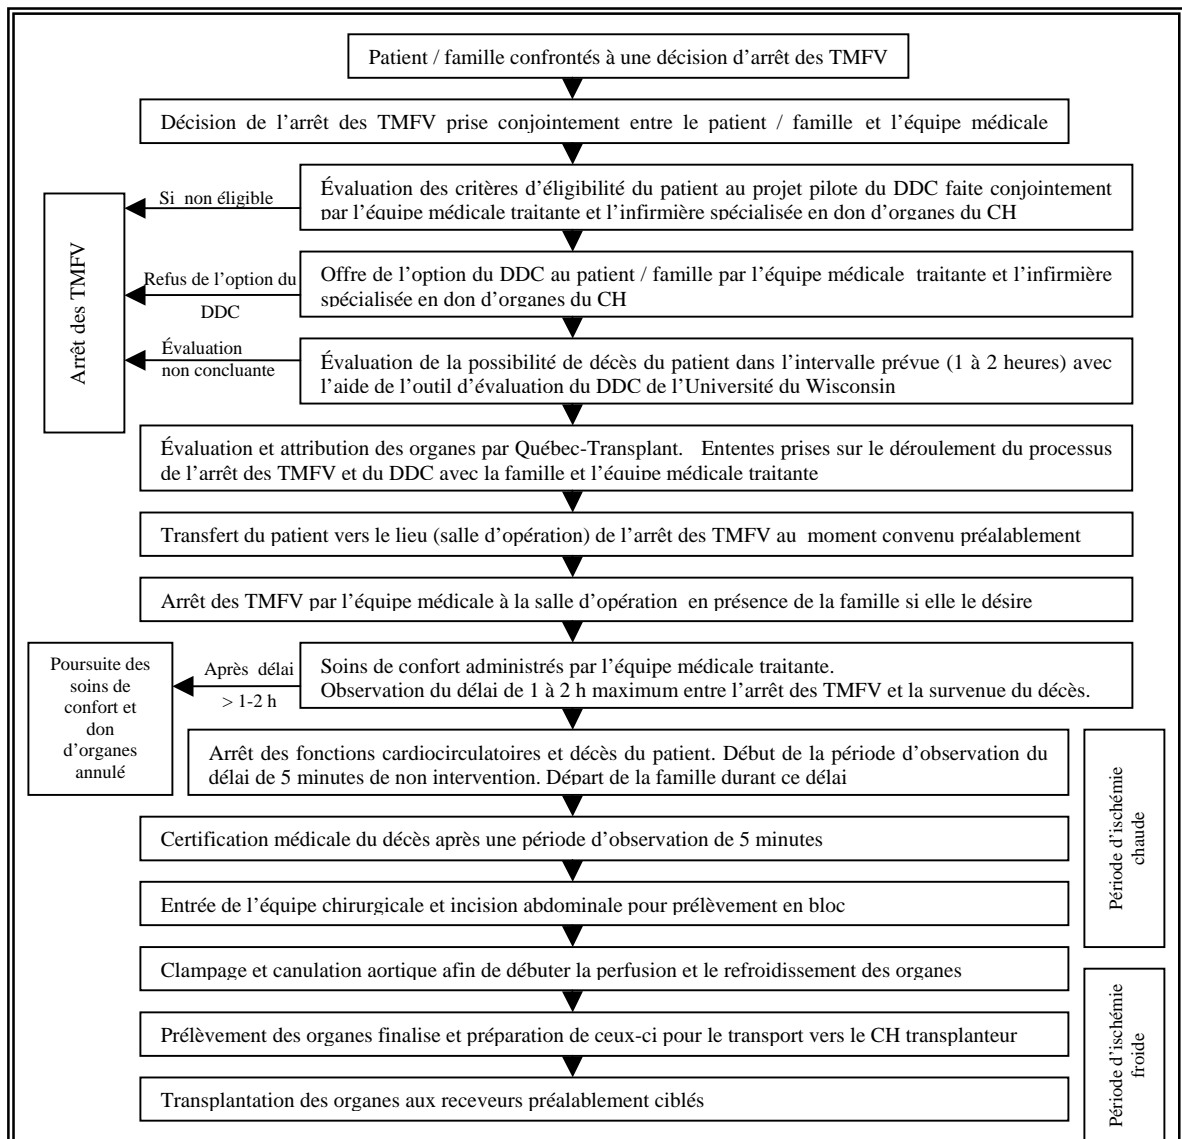 Patient / famille confrontés à une décision d'arrêt des TMFV
Décision de l'arrêt des TMFV prise conjointement entre le patient / famille et l'équipe médicale
Si non éligible
Évaluation des critères d'éligibilité du patient au projet pilote du DDC faite conjointement
par l'équipe médicale traitante et l'infirmière spécialisée en don d'organes du CH
Arrêt des TMFV
Refus de l'option du
DDC
Offre de l'option du DDC au patient / famille par l'équipe médicale traitante et l'infirmière
spécialisée en don d'organes du CH
Évaluation
non concluante
Évaluation de la possibilité de décès du patient dans l'intervalle prévue (1 à 2 heures) avec
l'aide de l'outil d'évaluation du DDC de l'Université du Wisconsin
Évaluation et attribution des organes par Québec-Transplant. Ententes prises sur le déroulement du processus
de l'arrêt des TMFV et du DDC avec la famille et l'équipe médicale traitante
Transfert du patient vers le lieu (salle d'opération) de l'arrêt des TMFV au moment convenu préalablement
Arrêt des TMFV par l'équipe médicale à la salle d'opération en présence de la famille si elle le désire
Poursuite des
soins de
confort et
don
d'organes
annulé
Après délai
> 1-2 h
Soins de confort administrés par l'équipe médicale traitante.
Observation du délai de 1 à 2 h maximum entre l'arrêt des TMFV et la survenue du décès.
Arrêt des fonctions cardiocirculatoires et décès du patient. Début de la période d'observation du
délai de 5 minutes de non intervention. Départ de la famille durant ce délai
Période d'ischémie
chaude
Certification médicale du décès après une période d'observation de 5 minutes
Entrée de l'équipe chirurgicale et incision abdominale pour prélèvement en bloc
Clampage et canulation aortique afin de débuter la perfusion et le refroidissement des organes
Période d'ischémie
froide
Prélèvement des organes finalise et préparation de ceux-ci pour le transport vers le CH transplanteur
Transplantation des organes aux receveurs préalablement ciblés